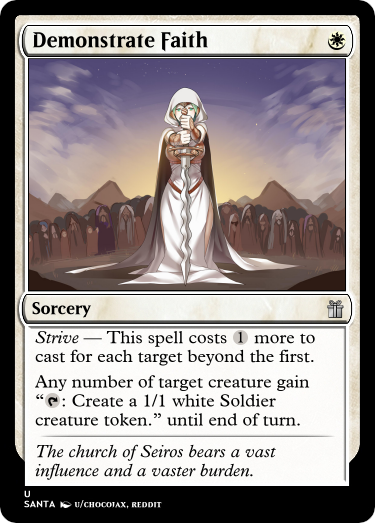 Demonstrate Faith
Sorcery
Strive — This spell costs 1 more to
cast for each target beyond the first.
Any number of target creature gain
“: Create a 1/1 white Soldier
creature token.” until end of turn.
The church of Seiros bears a vast
influence and a vaster burden.
U
SANTA U/CHOCOJAX, REDDIT